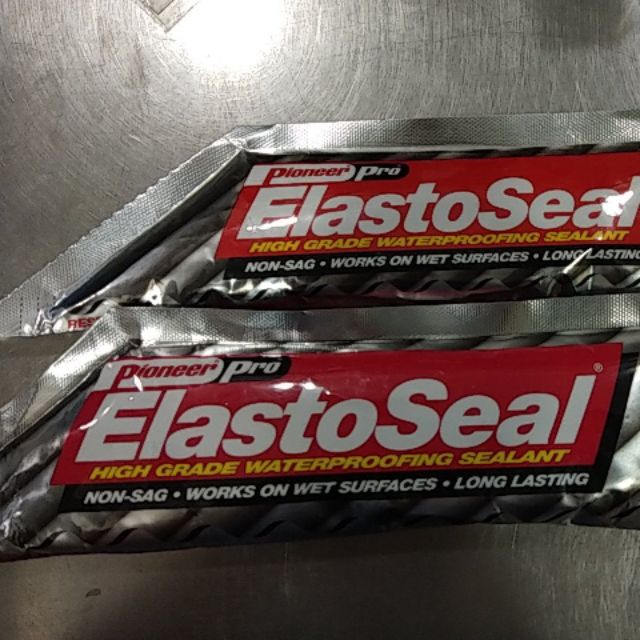 Pioneer Pro
ElastoSeal
HIGH GRADE WATERPROOFING SEALANT
NON-SAG • WORKS ON WET SURFACES • LONG LASTING
RES
Pioneer Pro
ElastoSeal®
HIGH GRADE WATERPROOFING SEALANT
NON-SAG • WORKS ON WET SURFACES • LONG LASTING